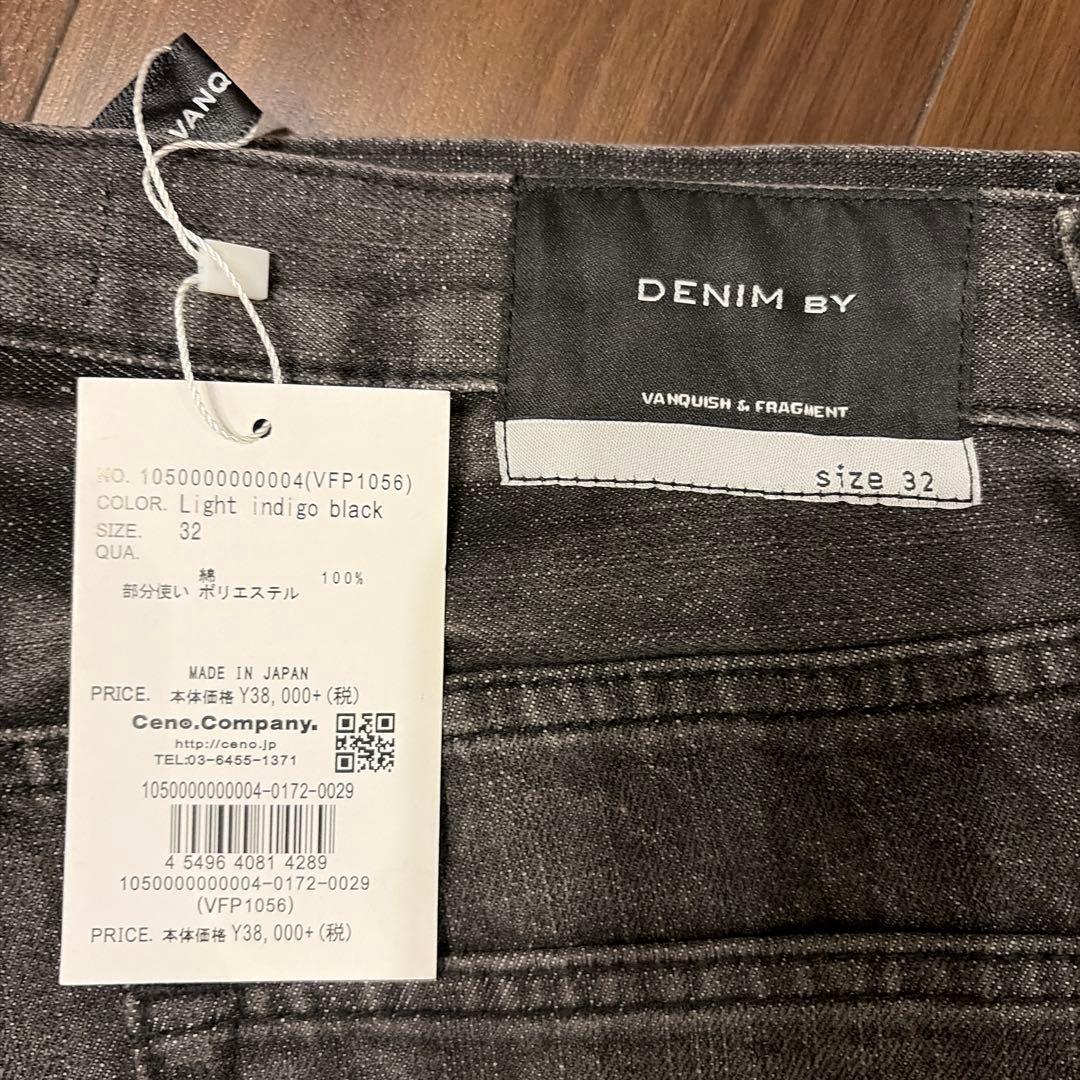 VANQ
DENIM BY
VANQUISH & FRAGMENT
size 32
NO. 1050000000004(VFP1056)
COLOR. Light indigo black
SIZE. 32
QUA.
綿 100%
部分使い ポリエステル
MADE IN JAPAN
PRICE. 本体価格 ¥38,000+(税)
Ceno.Company.
http://ceno.jp
TEL:03-6455-1371
1050000000004-0172-0029
4 5496 4081 4289
1050000000004-0172-0029
(VFP1056)
PRICE. 本体価格 ¥38,000+(税)